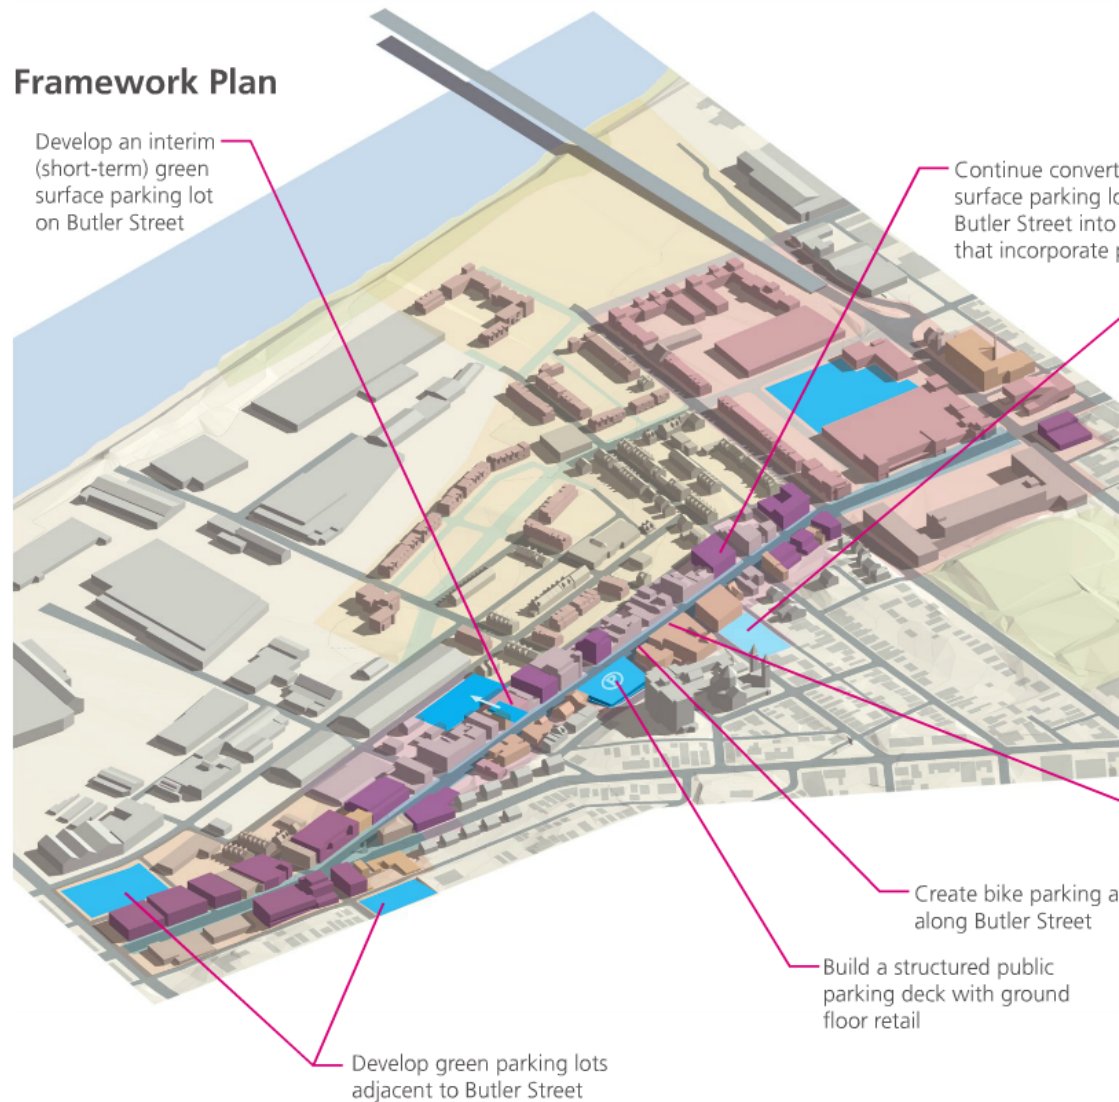 Framework Plan
Develop an interim
(short-term) green
surface parking lot
on Butler Street
Continue convert
surface parking lo
Butler Street into
that incorporate p
P
Create bike parking a
along Butler Street
Build a structured public
parking deck with ground
floor retail
Develop green parking lots
adjacent to Butler Street